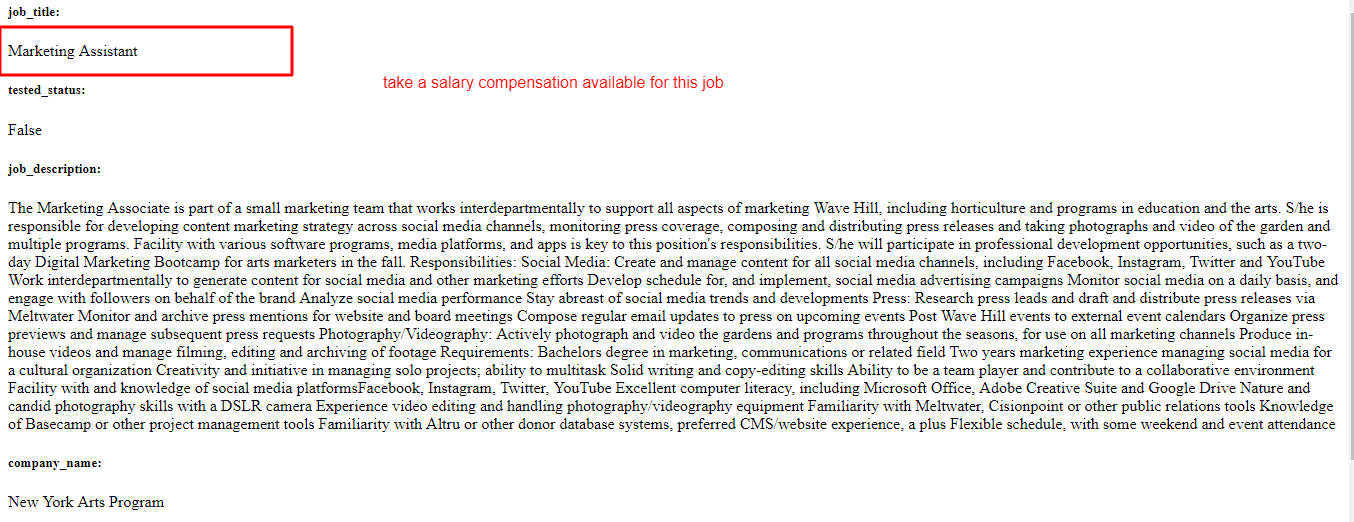 job_title:
Marketing Assistant
take a salary compensation available for this job
tested_status:
False
job_description:
The Marketing Associate is part of a small marketing team that works interdepartmentally to support all aspects of marketing Wave Hill, including horticulture and programs in education and the arts. S/he is
responsible for developing content marketing strategy across social media channels, monitoring press coverage, composing and distributing press releases and taking photographs and video of the garden and
multiple programs. Facility with various software programs, media platforms, and apps is key to this position's responsibilities. S/he will participate in professional development opportunities, such as a two-
day Digital Marketing Bootcamp for arts marketers in the fall. Responsibilities: Social Media: Create and manage content for all social media channels, including Facebook, Instagram, Twitter and YouTube
Work interdepartmentally to generate content for social media and other marketing efforts Develop schedule for, and implement, social media advertising campaigns Monitor social media on a daily basis, and
engage with followers on behalf of the brand Analyze social media performance Stay abreast of social media trends and developments Press: Research press leads and draft and distribute press releases via
Meltwater Monitor and archive press mentions for website and board meetings Compose regular email updates to press on upcoming events Post Wave Hill events to external event calendars Organize press
previews and manage subsequent press requests Photography/Videography: Actively photograph and video the gardens and programs throughout the seasons, for use on all marketing channels Produce in-
house videos and manage filming, editing and archiving of footage Requirements: Bachelors degree in marketing, communications or related field Two years marketing experience managing social media for
a cultural organization Creativity and initiative in managing solo projects; ability to multitask Solid writing and copy-editing skills Ability to be a team player and contribute to a collaborative environment
Facility with and knowledge of social media platformsFacebook, Instagram, Twitter, YouTube Excellent computer literacy, including Microsoft Office, Adobe Creative Suite and Google Drive Nature and
candid photography skills with a DSLR camera Experience video editing and handling photography/videography equipment Familiarity with Meltwater, Cisionpoint or other public relations tools Knowledge
of Basecamp or other project management tools Familiarity with Altru or other donor database systems, preferred CMS/website experience, a plus Flexible schedule, with some weekend and event attendance
company_name:
New York Arts Program